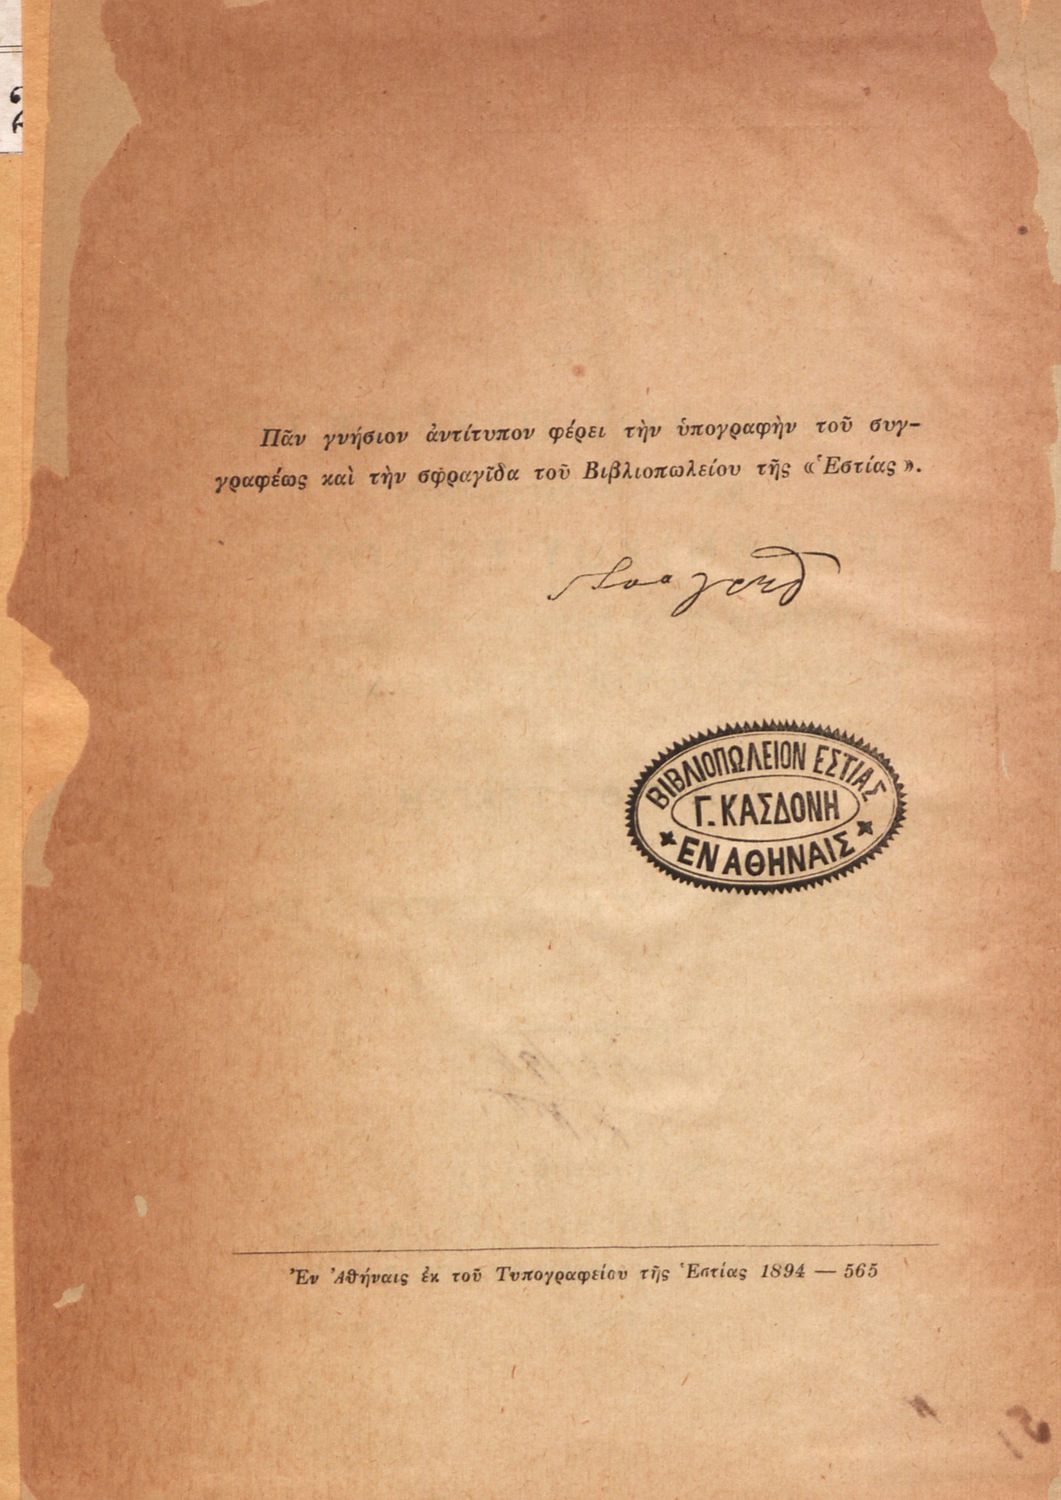 Πᾶν γνήσιον ἀντίτυπον φέρει τὴν ὑπογραφὴν τοῦ συγ-
γραφέως καὶ τὴν σφραγῖδα τοῦ Βιβλιοπωλείου τῆς «Ἑστίας».
ΒΙΒΛΙΟΠΩΛΕΙΟΝ ΕΣΤΙΑΣ
Γ. ΚΑΣΔΟΝΗ
ΕΝ ΑΘΗΝΑΙΣ
Ἐν Ἀθήναις ἐκ τοῦ Τυπογραφείου τῆς Ἑστίας 1894 — 565